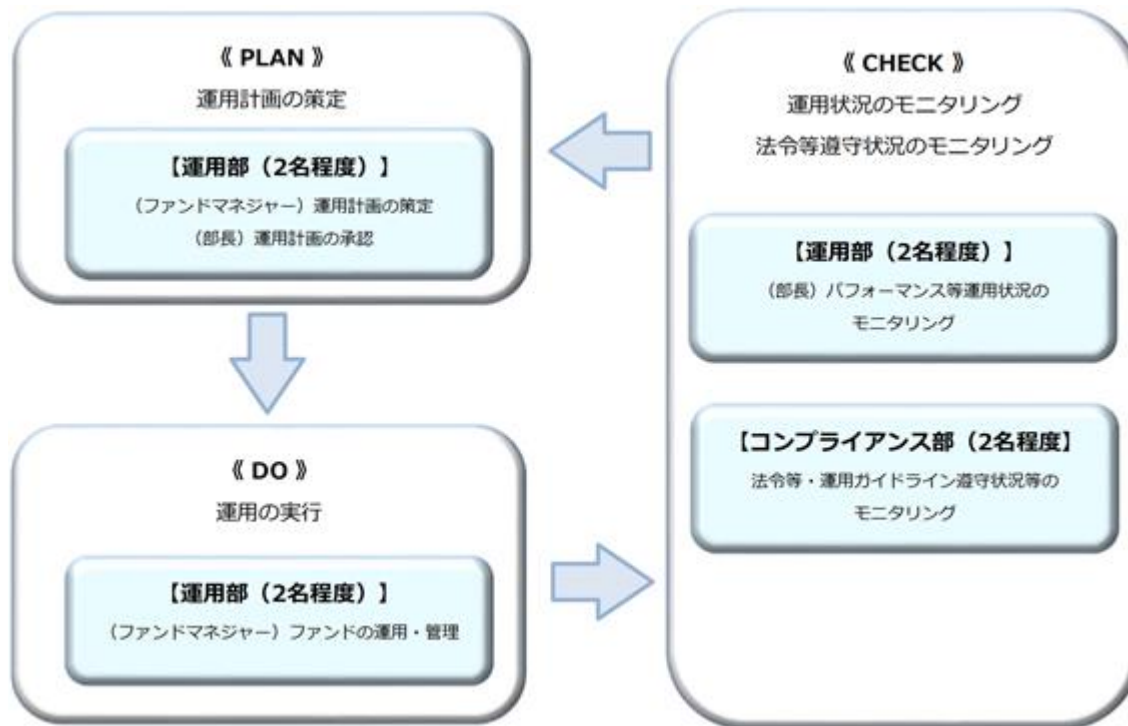 《 PLAN 》
運用計画の策定
【運用部（2名程度）】
（ファンドマネジャー）運用計画の策定
（部長）運用計画の承認
《 DO 》
運用の実行
【運用部（2名程度）】
（ファンドマネジャー）ファンドの運用・管理
《 CHECK 》
運用状況のモニタリング
法令等遵守状況のモニタリング
【運用部（2名程度）】
（部長）パフォーマンス等運用状況の
モニタリング
【コンプライアンス部（2名程度】
法令等・運用ガイドライン遵守状況等の
モニタリング